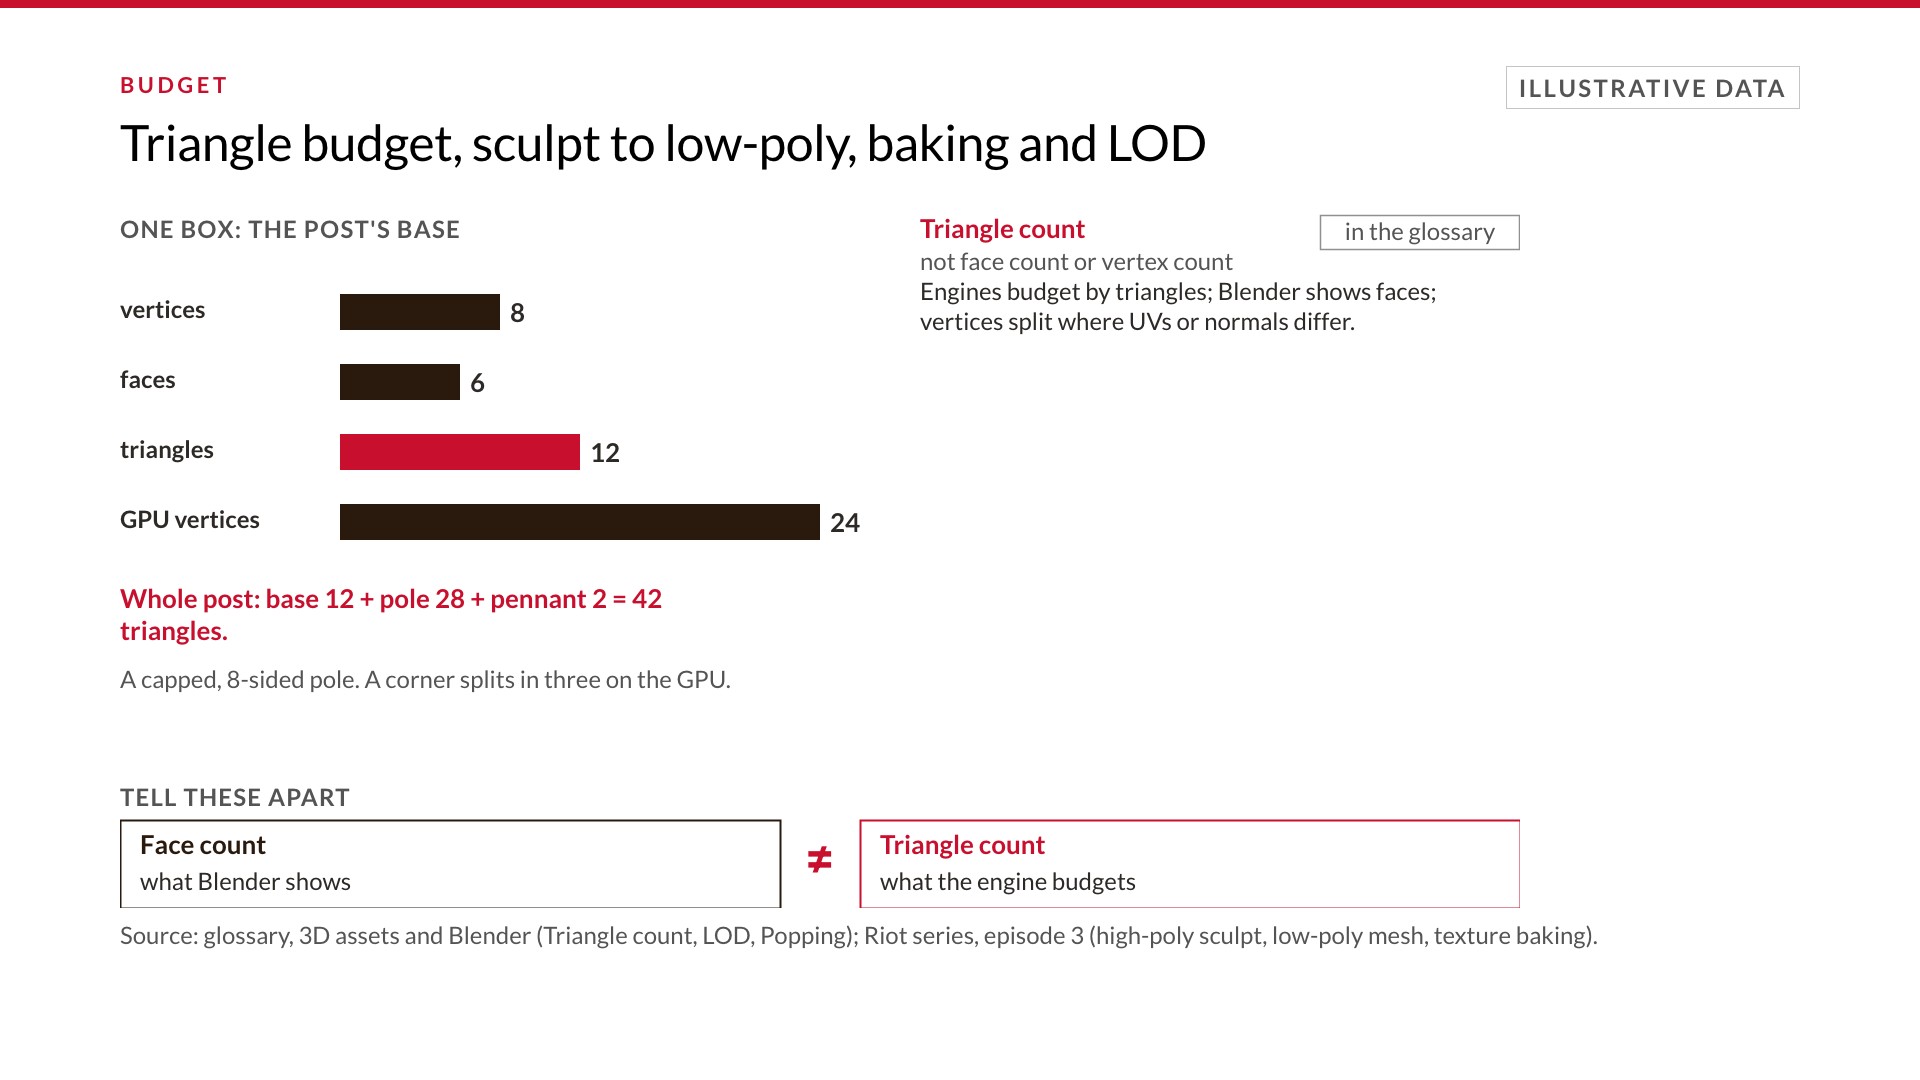 BUDGET
ILLUSTRATIVE DATA
Triangle budget, sculpt to low-poly, baking and LOD
ONE BOX: THE POST'S BASE
vertices 8
faces 6
triangles 12
GPU vertices 24
Whole post: base 12 + pole 28 + pennant 2 = 42
triangles.
A capped, 8-sided pole. A corner splits in three on the GPU.
Triangle count
in the glossary
not face count or vertex count
Engines budget by triangles; Blender shows faces;
vertices split where UVs or normals differ.
TELL THESE APART
Face count
what Blender shows
≠
Triangle count
what the engine budgets
Source: glossary, 3D assets and Blender (Triangle count, LOD, Popping); Riot series, episode 3 (high-poly sculpt, low-poly mesh, texture baking).